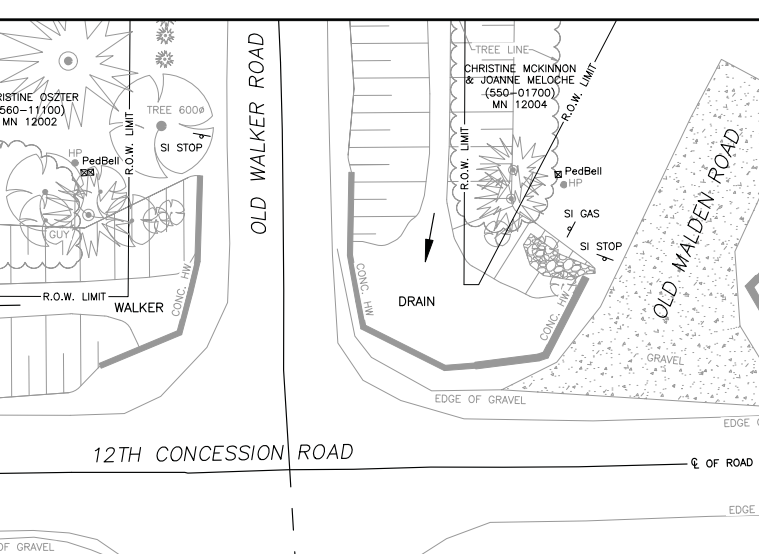 OLD WALKER ROAD
TREE LINE
CHRISTINE MCKINNON
& JOANNE MELOCHE
(550-01700)
MN 12004
R.O.W. LIMIT
R.O.W. LIMIT
R.O.W. LIMIT
RISTINE OSZTER
560-11100)
MN 12002
TREE 600ø
SI STOP
HP
PedBell
GUY
R.O.W. LIMIT
WALKER
CONC. HW
CONC. HW
DRAIN
CONC. HW
PedBell
HP
SI GAS
SI STOP
OLD MALDEN ROAD
GRAVEL
EDGE OF GRAVEL
EDGE
12TH CONCESSION ROAD
℄ OF ROAD
EDGE
OF GRAVEL